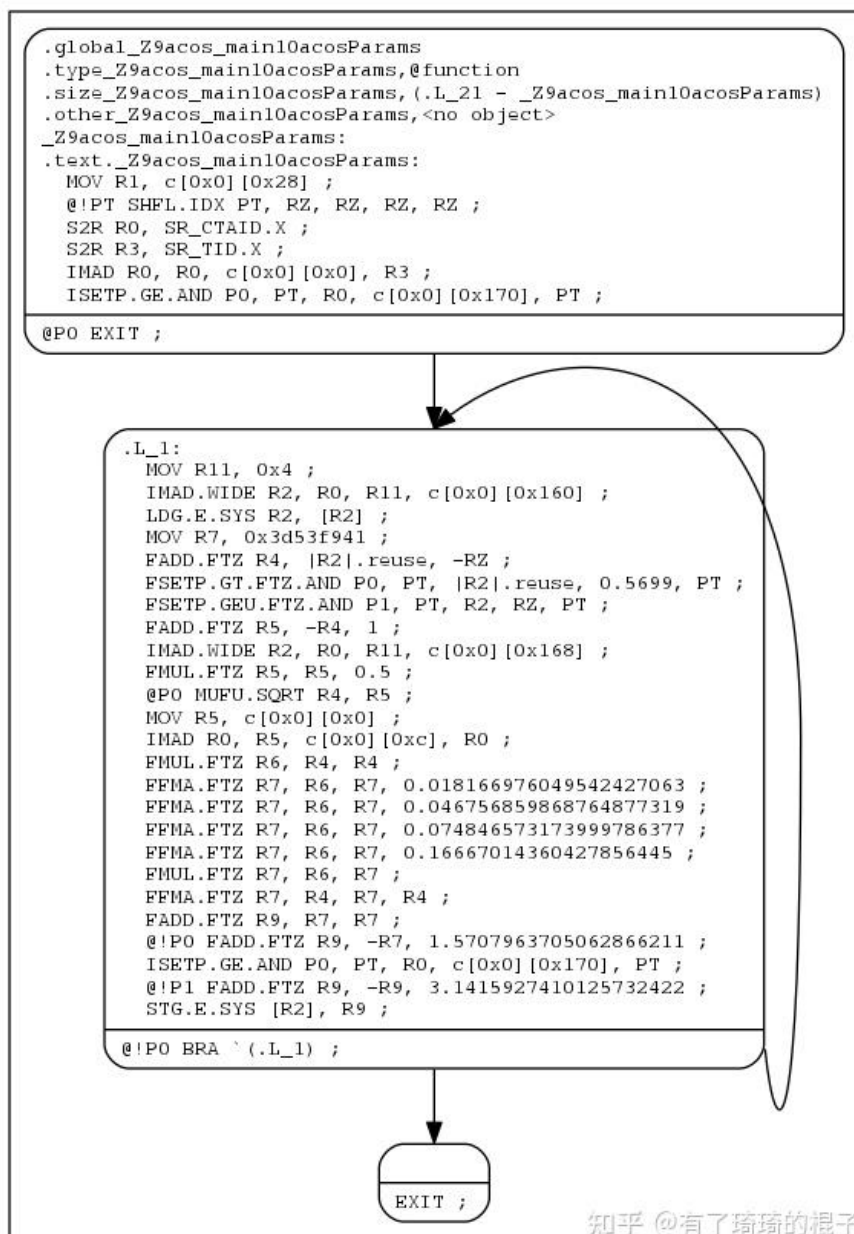 .global_Z9acos_main10acosParams
.type_Z9acos_main10acosParams,@function
.size_Z9acos_main10acosParams,(.L_21 - _Z9acos_main10acosParams)
.other_Z9acos_main10acosParams,<no object>
_Z9acos_main10acosParams:
.text._Z9acos_main10acosParams:
MOV R1, c[0x0][0x28] ;
@!PT SHFL.IDX PT, RZ, RZ, RZ, RZ ;
S2R R0, SR_CTAID.X ;
S2R R3, SR_TID.X ;
IMAD R0, R0, c[0x0][0x0], R3 ;
ISETP.GE.AND P0, PT, R0, c[0x0][0x170], PT ;
@P0 EXIT ;
.L_1:
MOV R11, 0x4 ;
IMAD.WIDE R2, R0, R11, c[0x0][0x160] ;
LDG.E.SYS R2, [R2] ;
MOV R7, 0x3d53f941 ;
FADD.FTZ R4, |R2|.reuse, -RZ ;
FSETP.GT.FTZ.AND P0, PT, |R2|.reuse, 0.5699, PT ;
FSETP.GEU.FTZ.AND P1, PT, R2, RZ, PT ;
FADD.FTZ R5, -R4, 1 ;
IMAD.WIDE R2, R0, R11, c[0x0][0x168] ;
FMUL.FTZ R5, R5, 0.5 ;
@P0 MUFU.SQRT R4, R5 ;
MOV R5, c[0x0][0x0] ;
IMAD R0, R5, c[0x0][0xc], R0 ;
FMUL.FTZ R6, R4, R4 ;
FFMA.FTZ R7, R6, R7, 0.018166976049542427063 ;
FFMA.FTZ R7, R6, R7, 0.046756859868764877319 ;
FFMA.FTZ R7, R6, R7, 0.074846573173999786377 ;
FFMA.FTZ R7, R6, R7, 0.16667014360427856445 ;
FMUL.FTZ R7, R6, R7 ;
FFMA.FTZ R7, R4, R7, R4 ;
FADD.FTZ R9, R7, R7 ;
@!P0 FADD.FTZ R9, -R7, 1.5707963705062866211 ;
ISETP.GE.AND P0, PT, R0, c[0x0][0x170], PT ;
@!P1 FADD.FTZ R9, -R9, 3.1415927410125732422 ;
STG.E.SYS [R2], R9 ;
@!P0 BRA `(.L_1) ;
EXIT ;
知乎 @有了琦琦的棍子